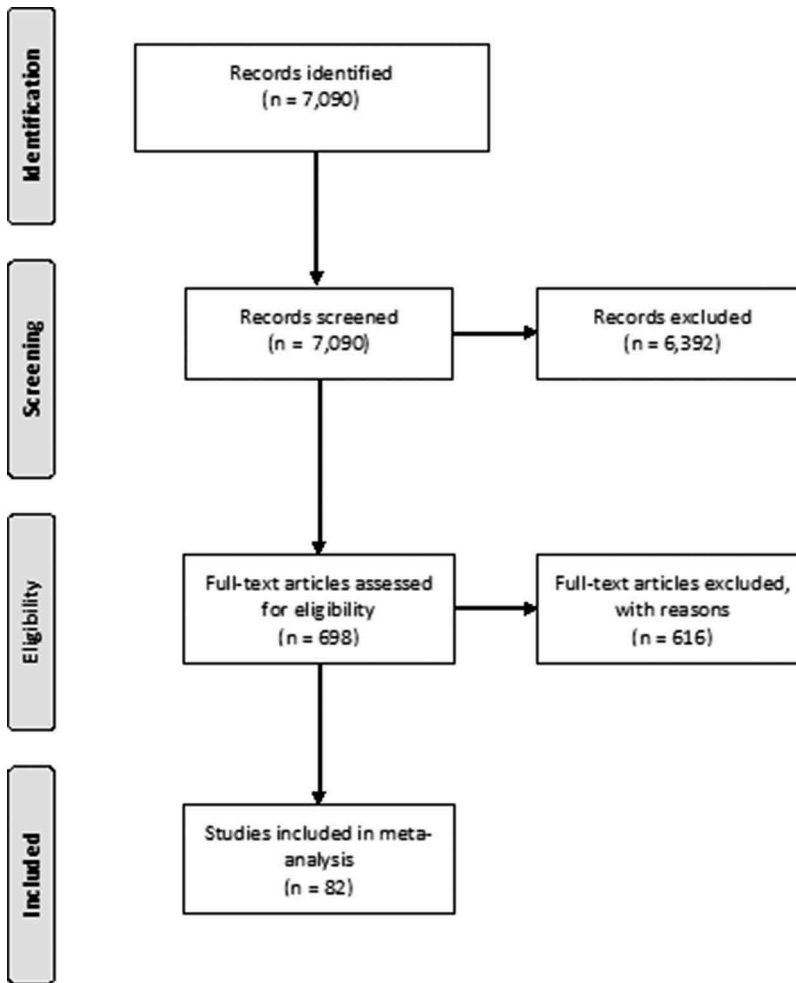 Identification
Records identified
(n = 7,090)
Screening
Records screened
(n = 7,090)
Records excluded
(n = 6,392)
Eligibility
Full-text articles assessed
for eligibility
(n = 698)
Full-text articles excluded,
with reasons
(n = 616)
Included
Studies included in meta-
analysis
(n = 82)